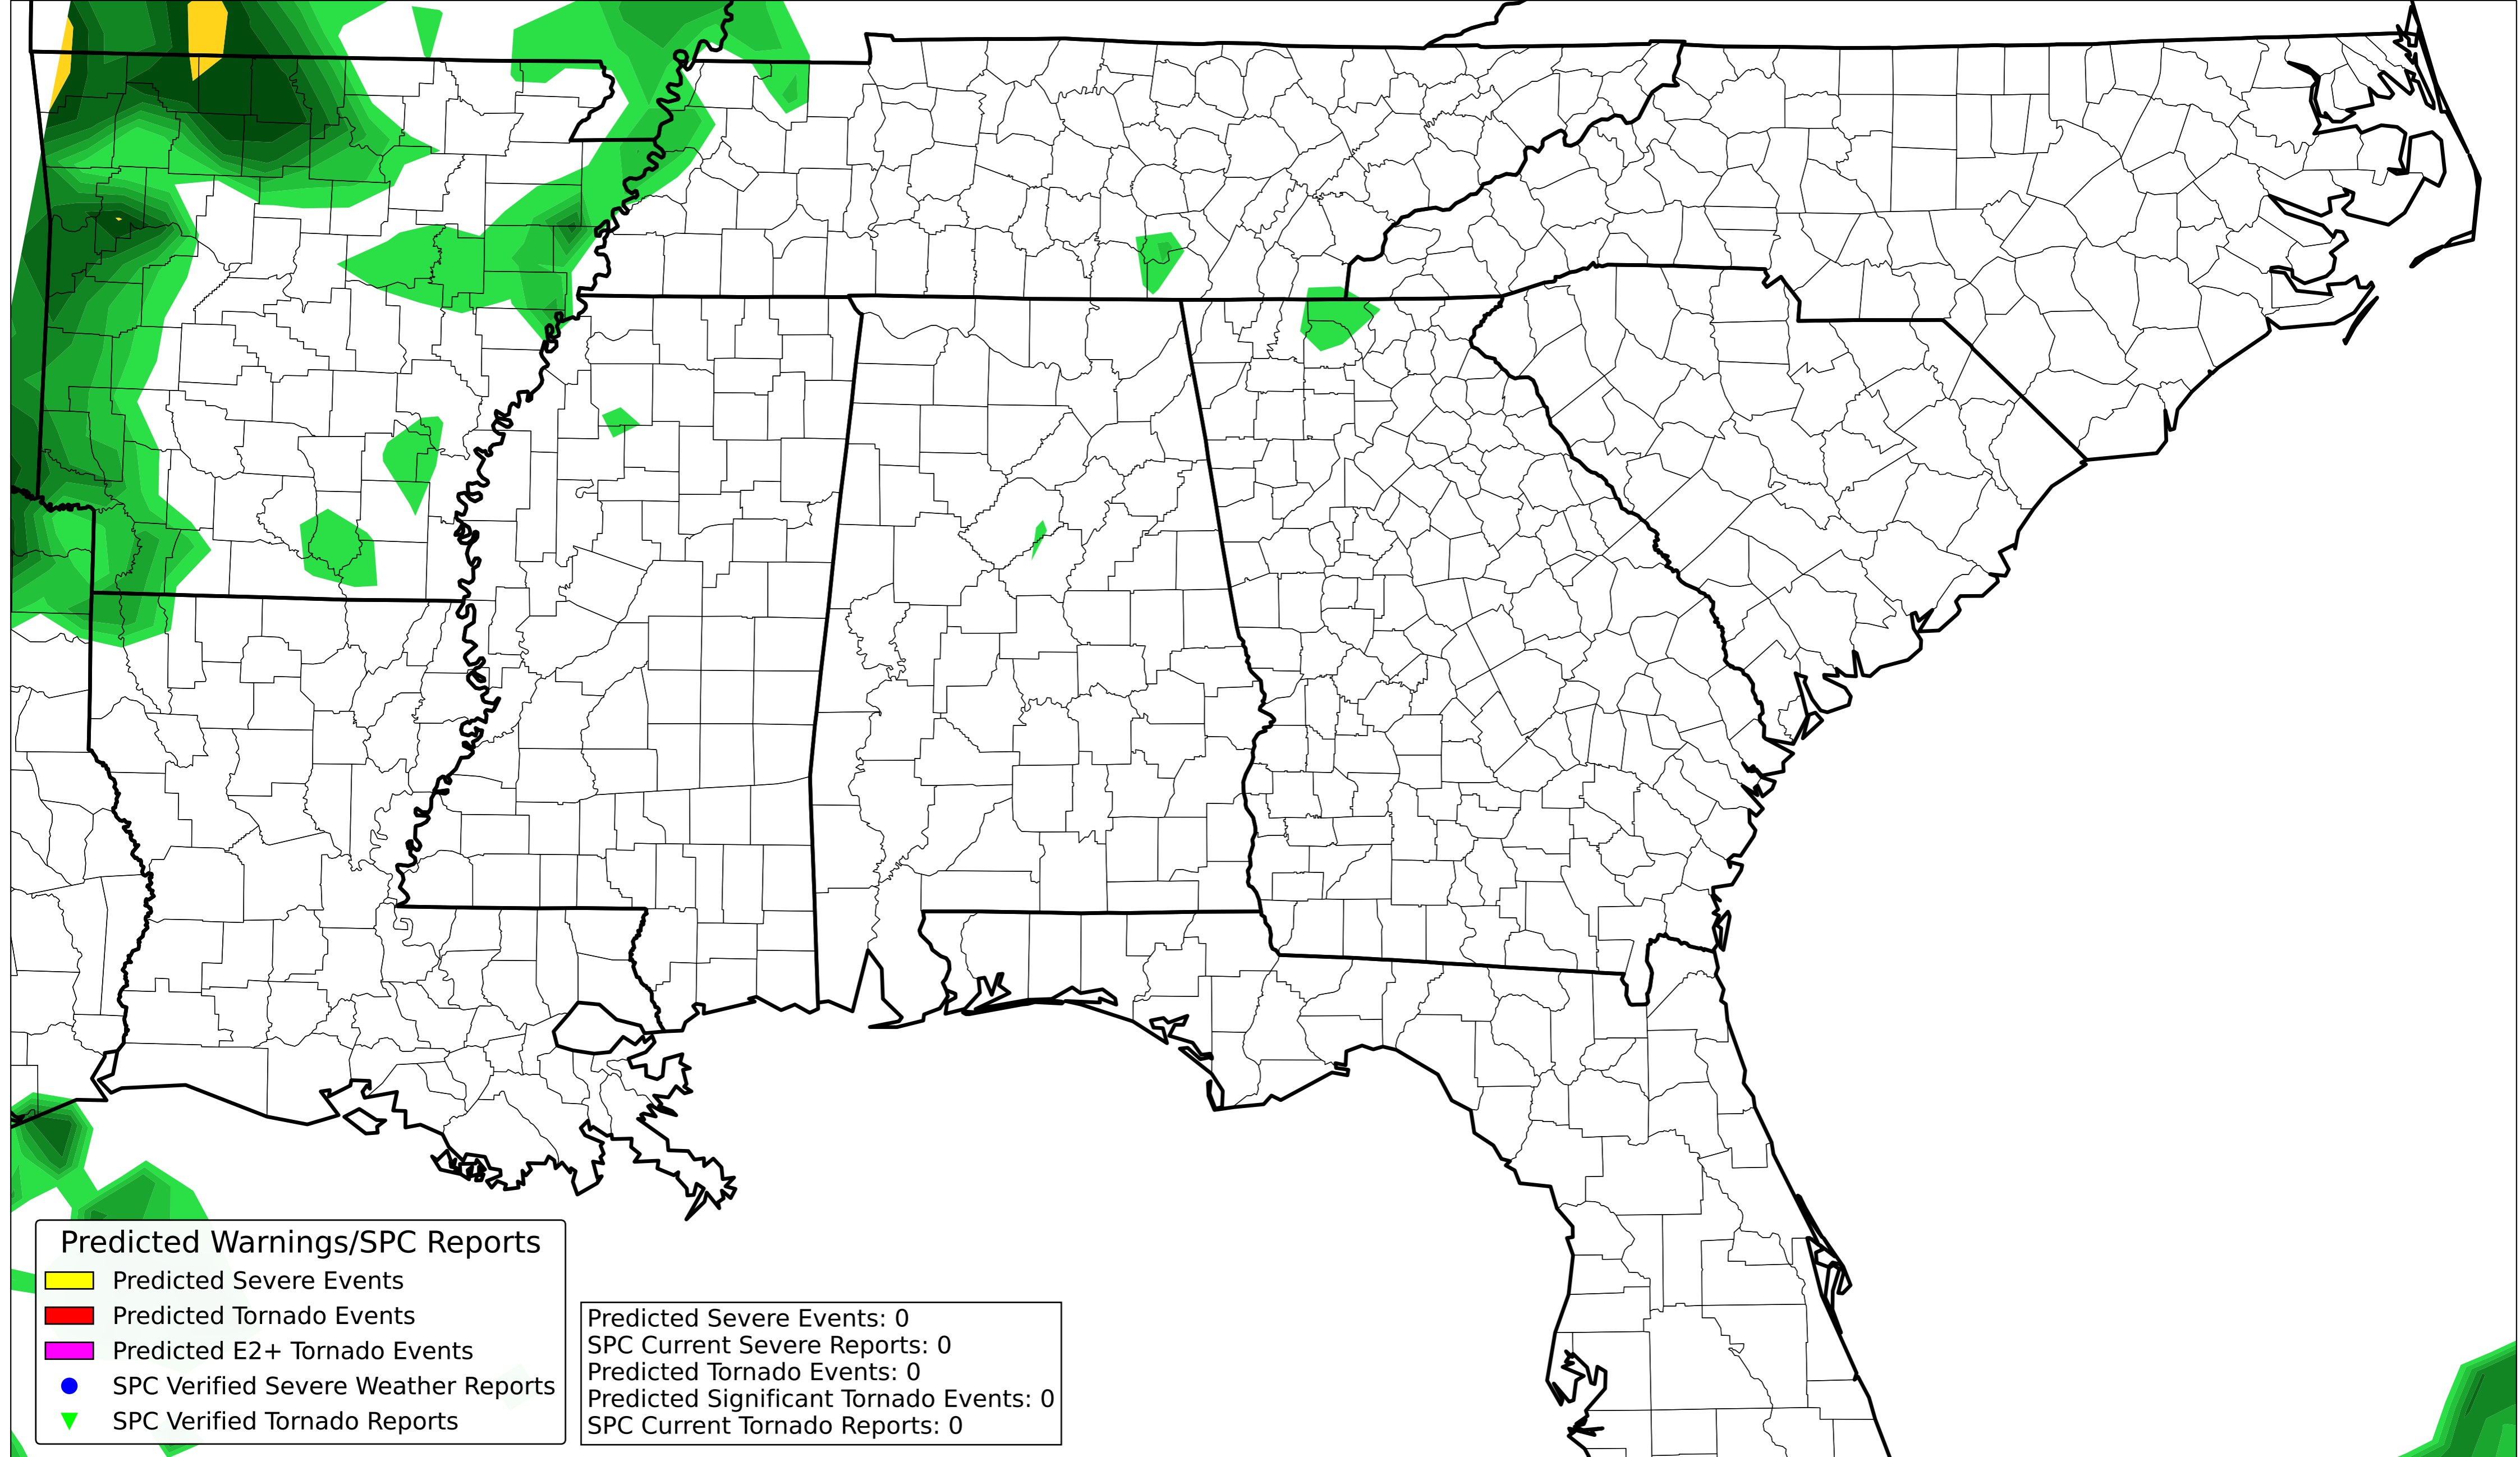 Predicted Warnings/SPC Reports
Predicted Severe Events
Predicted Tornado Events
Predicted E2+ Tornado Events
SPC Verified Severe Weather Reports
SPC Verified Tornado Reports
Predicted Severe Events: 0
SPC Current Severe Reports: 0
Predicted Tornado Events: 0
Predicted Significant Tornado Events: 0
SPC Current Tornado Reports: 0